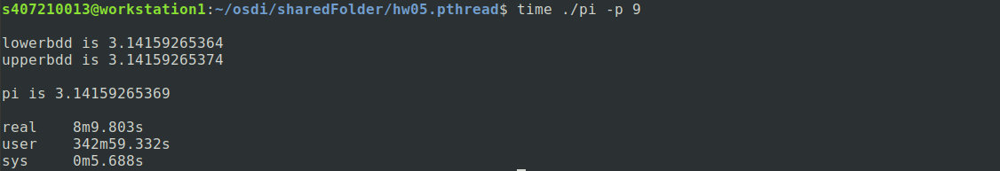 s407210013@workstation1:~/osdi/sharedFolder/hw05.pthread$ time ./pi -p 9
lowerbdd is 3.14159265364
upperbdd is 3.14159265374
pi is 3.14159265369
real 8m9.803s
user 342m59.332s
sys 0m5.688s